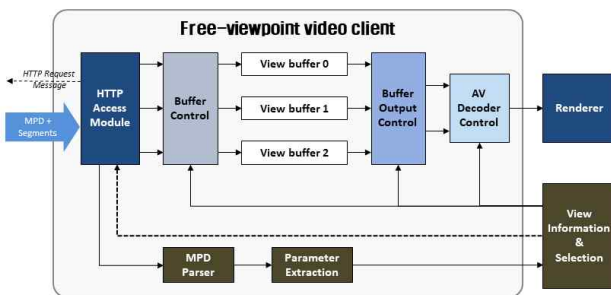 Free-viewpoint video client
HTTP Request
Message
MPD +
Segments
HTTP
Access
Module
Buffer
Control
View buffer 0
View buffer 1
View buffer 2
Buffer
Output
Control
AV
Decoder
Control
Renderer
View
Information
&
Selection
MPD
Parser
Parameter
Extraction